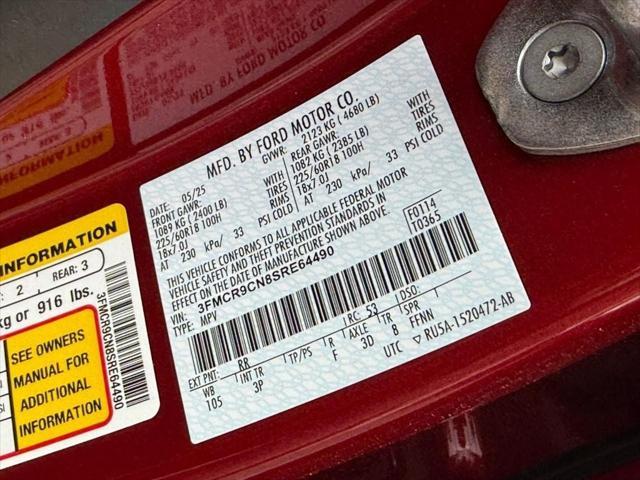 MFD. BY FORD MOTOR CO.
DATE: 05/25 GVWR: 2123 KG ( 4680 LB)
FRONT GAWR: REAR GAWR:
1089 KG (2400 LB) WITH 1082 KG (2385 LB) WITH
225/60R18 100H TIRES 225/60R18 100H TIRES
18x7.0J RIMS 18x7.0J RIMS
AT 230 kPa/ 33 PSI COLD AT 230 kPa/ 33 PSI COLD
THIS VEHICLE CONFORMS TO ALL APPLICABLE FEDERAL MOTOR
VEHICLE SAFETY AND THEFT PREVENTION STANDARDS IN
EFFECT ON THE DATE OF MANUFACTURE SHOWN ABOVE.
3FMCR9CN8SRE64490 F0114
TYPE: MPV T0365
EXT PNT: RR RC: 53 DSO:
WB INT TR TP/PS R AXLE TR SPR
105 3P F 3D 8 FFNN
UTC ▽ RU5A-1520472-AB
INFORMATION
2 REAR: 3
kg or 916 lbs.
SEE OWNERS
MANUAL FOR
ADDITIONAL
INFORMATION
3FMCR9CN8SRE64490